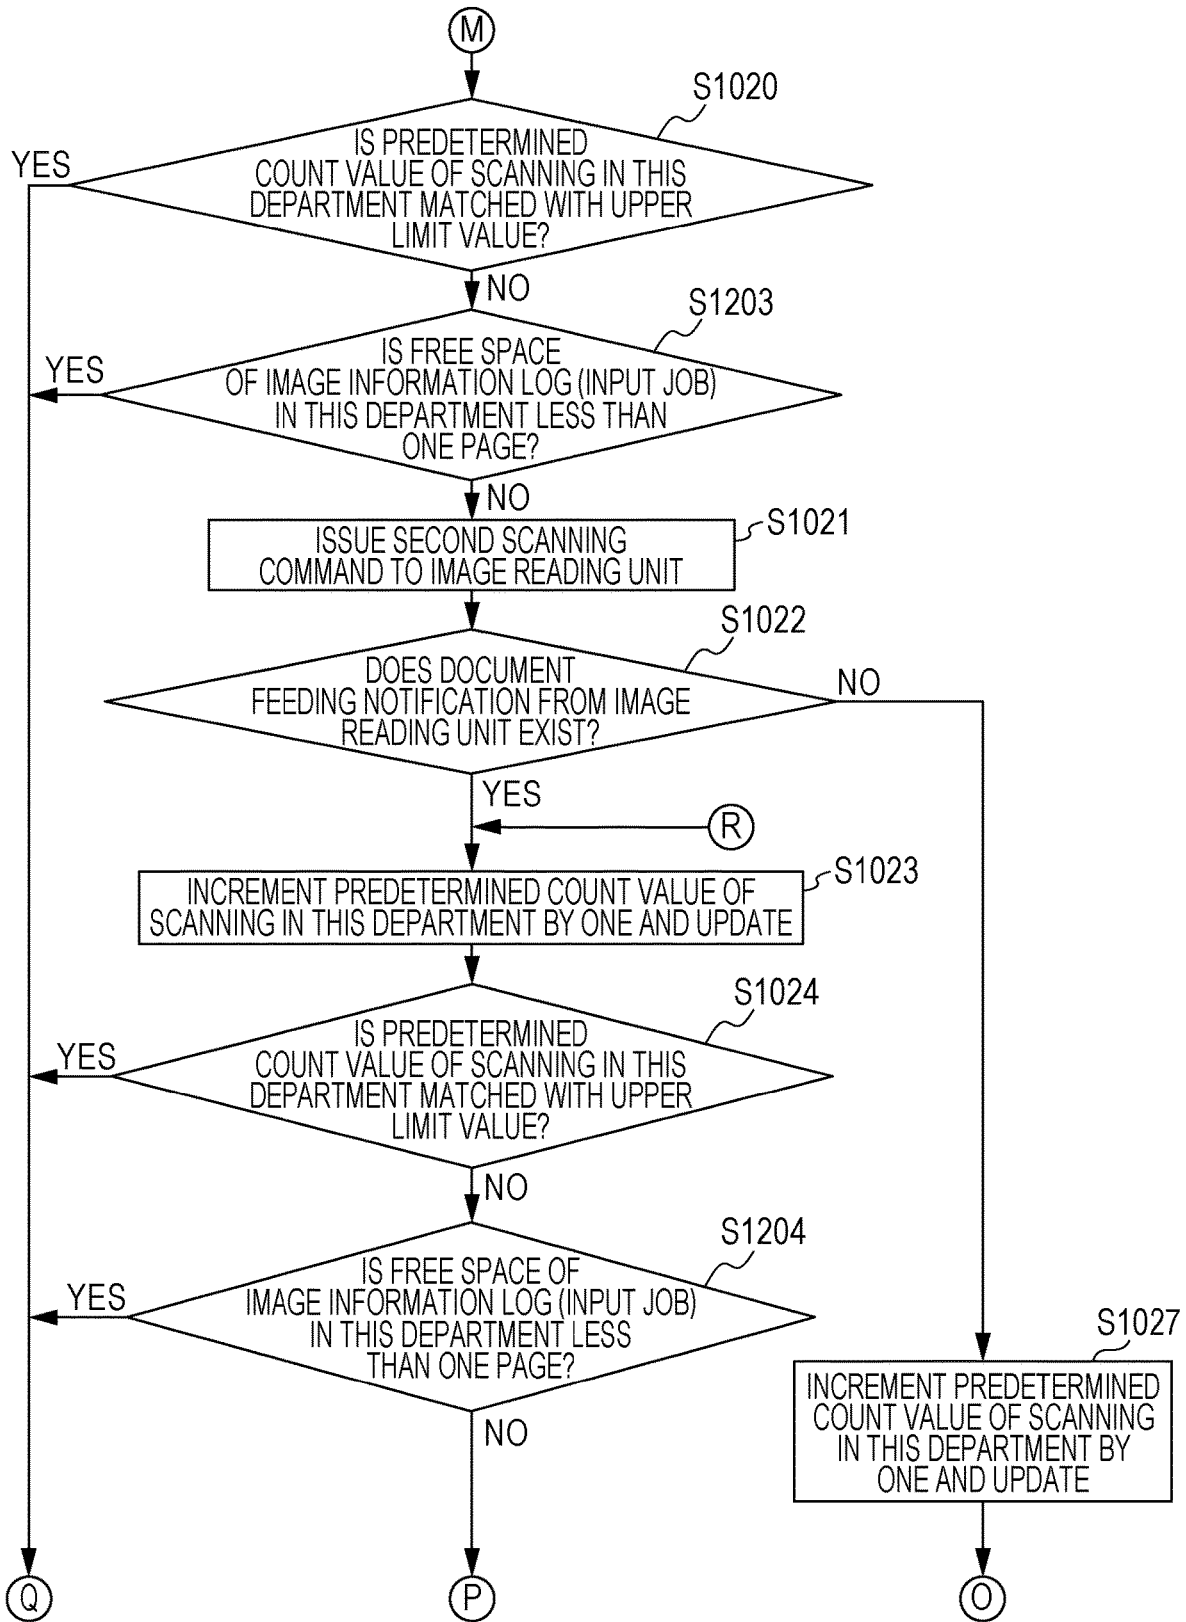 M
S1020
IS PREDETERMINED
COUNT VALUE OF SCANNING IN THIS
DEPARTMENT MATCHED WITH UPPER
LIMIT VALUE?
YES
NO
S1203
IS FREE SPACE
OF IMAGE INFORMATION LOG (INPUT JOB)
IN THIS DEPARTMENT LESS THAN
ONE PAGE?
YES
NO
S1021
ISSUE SECOND SCANNING
COMMAND TO IMAGE READING UNIT
S1022
DOES DOCUMENT
FEEDING NOTIFICATION FROM IMAGE
READING UNIT EXIST?
NO
YES
R
S1023
INCREMENT PREDETERMINED COUNT VALUE OF
SCANNING IN THIS DEPARTMENT BY ONE AND UPDATE
S1024
IS PREDETERMINED
COUNT VALUE OF SCANNING IN THIS
DEPARTMENT MATCHED WITH UPPER
LIMIT VALUE?
YES
NO
S1204
IS FREE SPACE OF
IMAGE INFORMATION LOG (INPUT JOB)
IN THIS DEPARTMENT LESS
THAN ONE PAGE?
YES
NO
S1027
INCREMENT PREDETERMINED
COUNT VALUE OF SCANNING
IN THIS DEPARTMENT BY
ONE AND UPDATE
Q
P
O